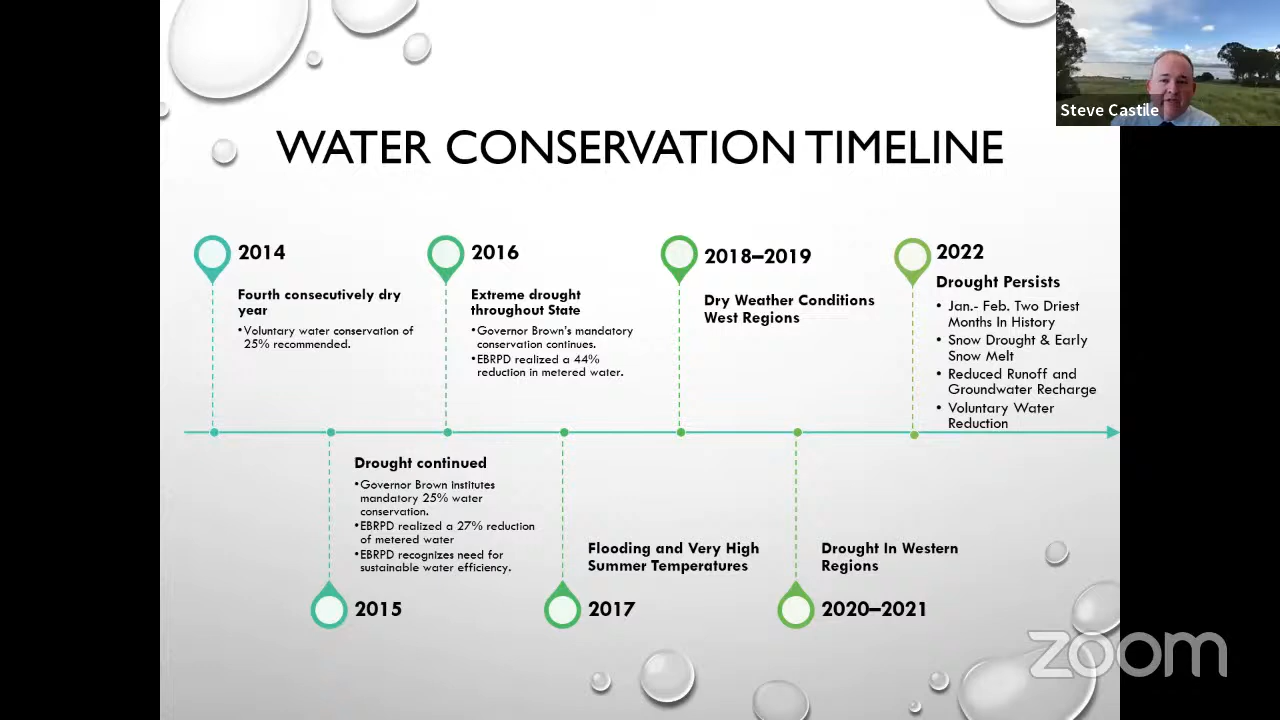 Steve Castile
WATER CONSERVATION TIMELINE
2014
Fourth consecutively dry
year
•Voluntary water conservation of
25% recommended.
2016
Extreme drought
throughout State
•Governor Brown's mandatory
conservation continues.
•EBRPD realized a 44%
reduction in metered water.
2018–2019
Dry Weather Conditions
West Regions
2022
Drought Persists
• Jan.- Feb. Two Driest
Months In History
• Snow Drought & Early
Snow Melt
• Reduced Runoff and
Groundwater Recharge
• Voluntary Water
Reduction
Drought continued
•Governor Brown institutes
mandatory 25% water
conservation.
•EBRPD realized a 27% reduction
of metered water
•EBRPD recognizes need for
sustainable water efficiency.
2015
Flooding and Very High
Summer Temperatures
2017
Drought In Western
Regions
2020–2021
zoom